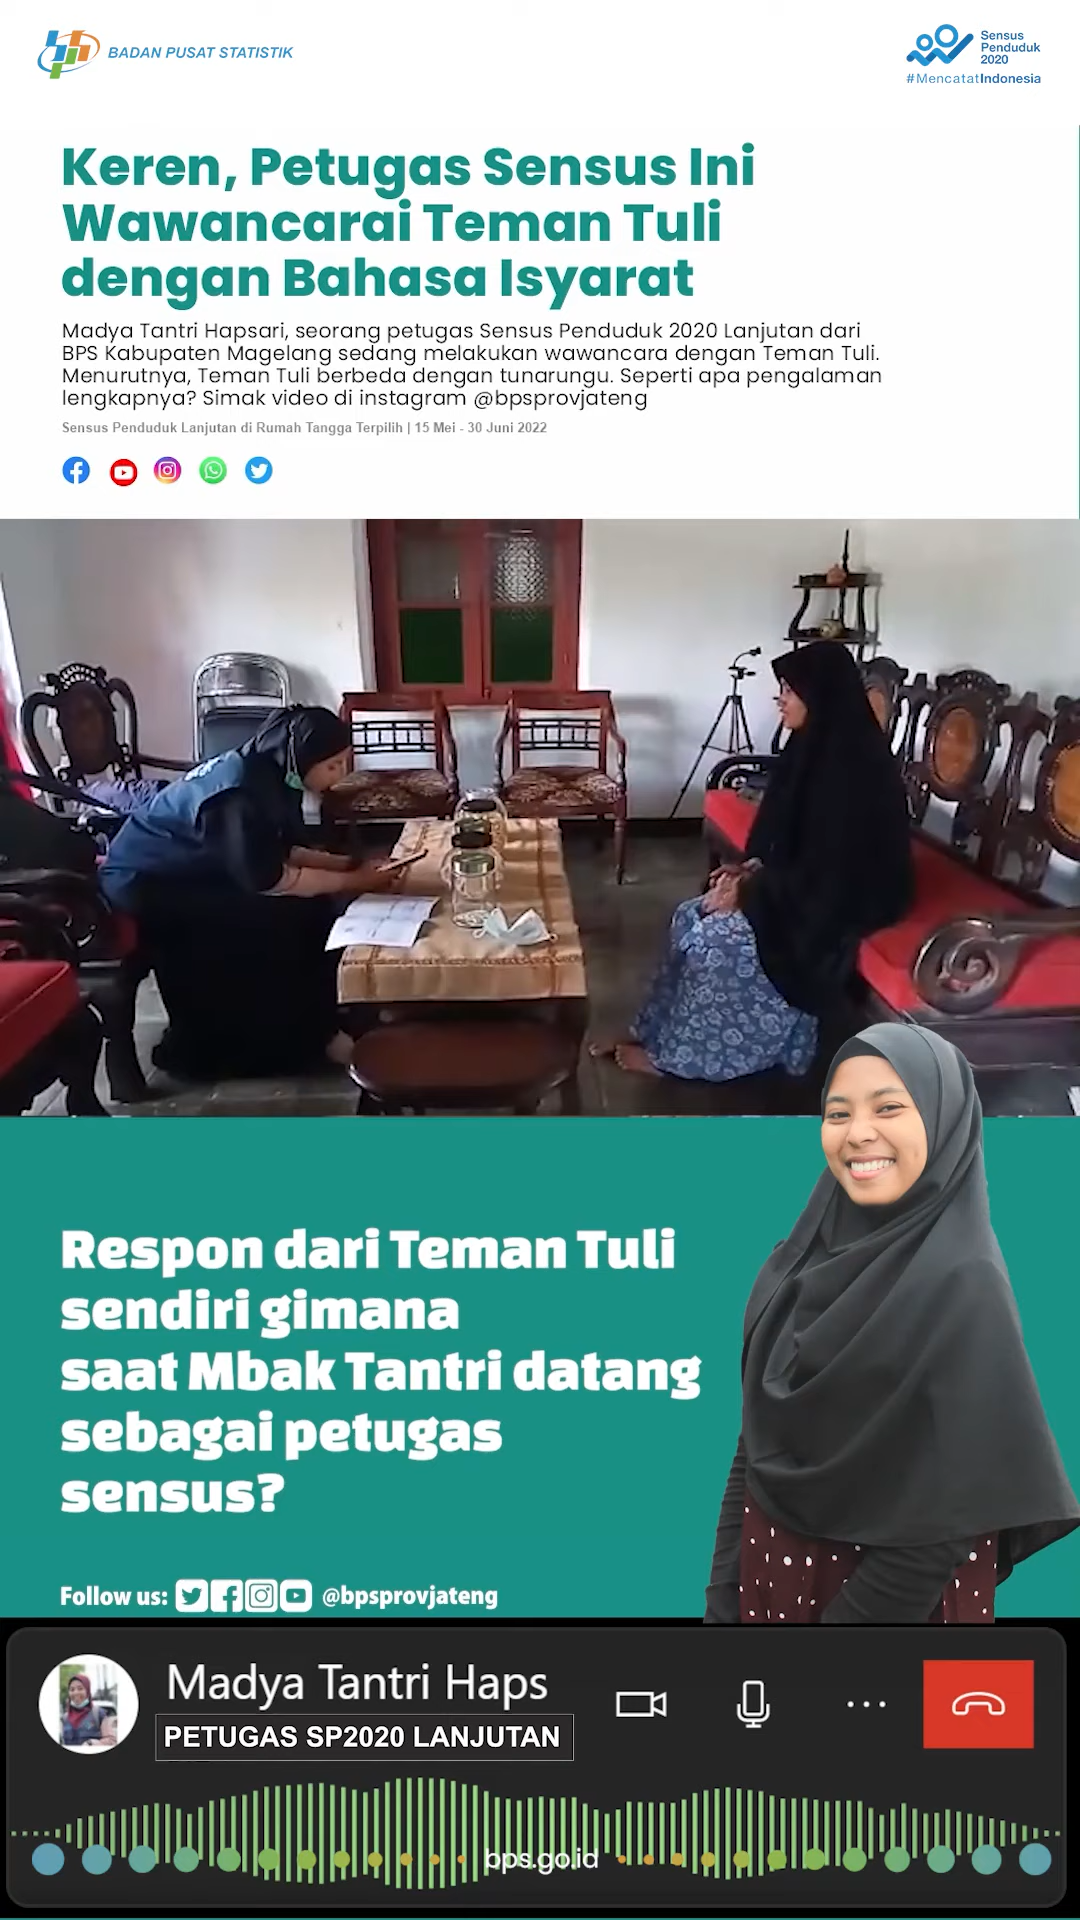 BADAN PUSAT STATISTIK
Sensus
Penduduk
2020
#MencatatIndonesia
Keren, Petugas Sensus Ini
Wawancarai Teman Tuli
dengan Bahasa Isyarat
Madya Tantri Hapsari, seorang petugas Sensus Penduduk 2020 Lanjutan dari
BPS Kabupaten Magelang sedang melakukan wawancara dengan Teman Tuli.
Menurutnya, Teman Tuli berbeda dengan tunarungu. Seperti apa pengalaman
lengkapnya? Simak video di instagram @bpsprovjateng
Sensus Penduduk Lanjutan di Rumah Tangga Terpilih | 15 Mei - 30 Juni 2022
Respon dari Teman Tuli
sendiri gimana
saat Mbak Tantri datang
sebagai petugas
sensus?
Follow us: @bpsprovjateng
Madya Tantri Haps
PETUGAS SP2020 LANJUTAN
bps.go.id